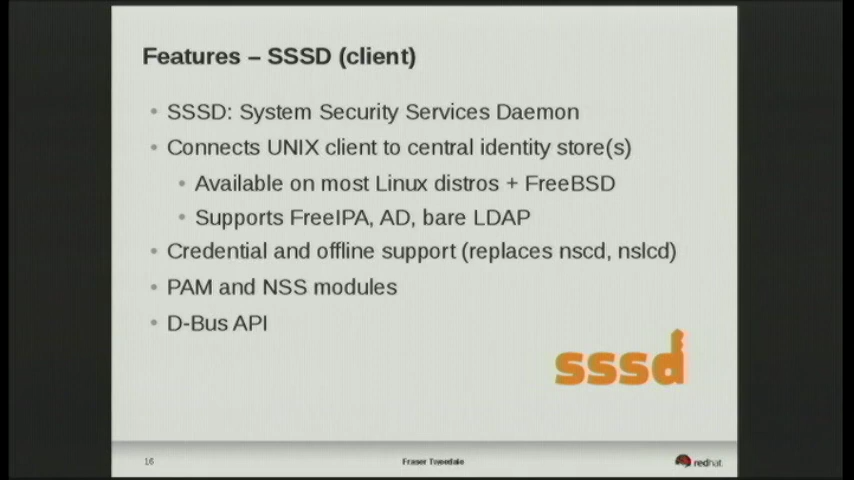 Features – SSSD (client)
• SSSD: System Security Services Daemon
• Connects UNIX client to central identity store(s)
• Available on most Linux distros + FreeBSD
• Supports FreeIPA, AD, bare LDAP
• Credential and offline support (replaces nscd, nslcd)
• PAM and NSS modules
• D-Bus API
sssd
16
Fraser Tweedale
redhat.